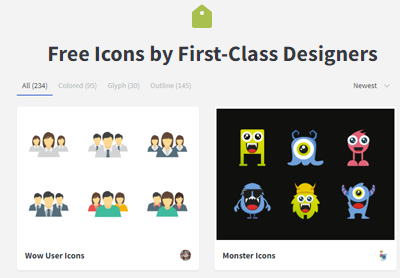 Free Icons by First-Class Designers
All (234) Colored (95) Glyph (30) Outline (145) Newest
Wow User Icons Monster Icons